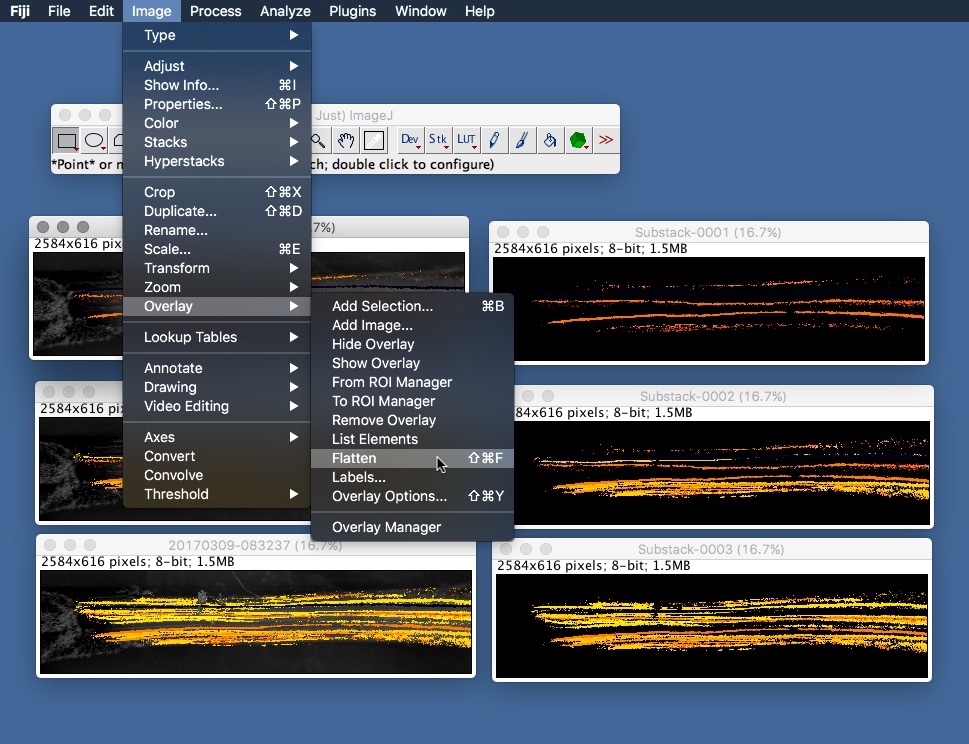 Fiji File Edit Image Process Analyze Plugins Window Help
Type
Adjust
Show Info... ⌘I
Properties... ⇧⌘P
Color
Stacks
Hyperstacks
Crop ⇧⌘X
Duplicate... ⇧⌘D
Rename...
Scale... ⌘E
Transform
Zoom
Overlay
Lookup Tables
Annotate
Drawing
Video Editing
Axes
Convert
Convolve
Threshold
Add Selection... ⌘B
Add Image...
Hide Overlay
Show Overlay
From ROI Manager
To ROI Manager
Remove Overlay
List Elements
Flatten ⇧⌘F
Labels...
Overlay Options... ⇧⌘Y
Overlay Manager
Just) ImageJ
Dev Stk LUT >>
*Point* or
; double click to configure)
7%)
2584x616
Substack-0001 (16.7%)
2584x616 pixels; 8-bit; 1.5MB
2584x616
Substack-0002 (16.7%)
pixels; 8-bit; 1.5MB
20170309-083237 (16.7%)
2584x616 pixels; 8-bit; 1.5MB
Substack-0003 (16.7%)
2584x616 pixels; 8-bit; 1.5MB